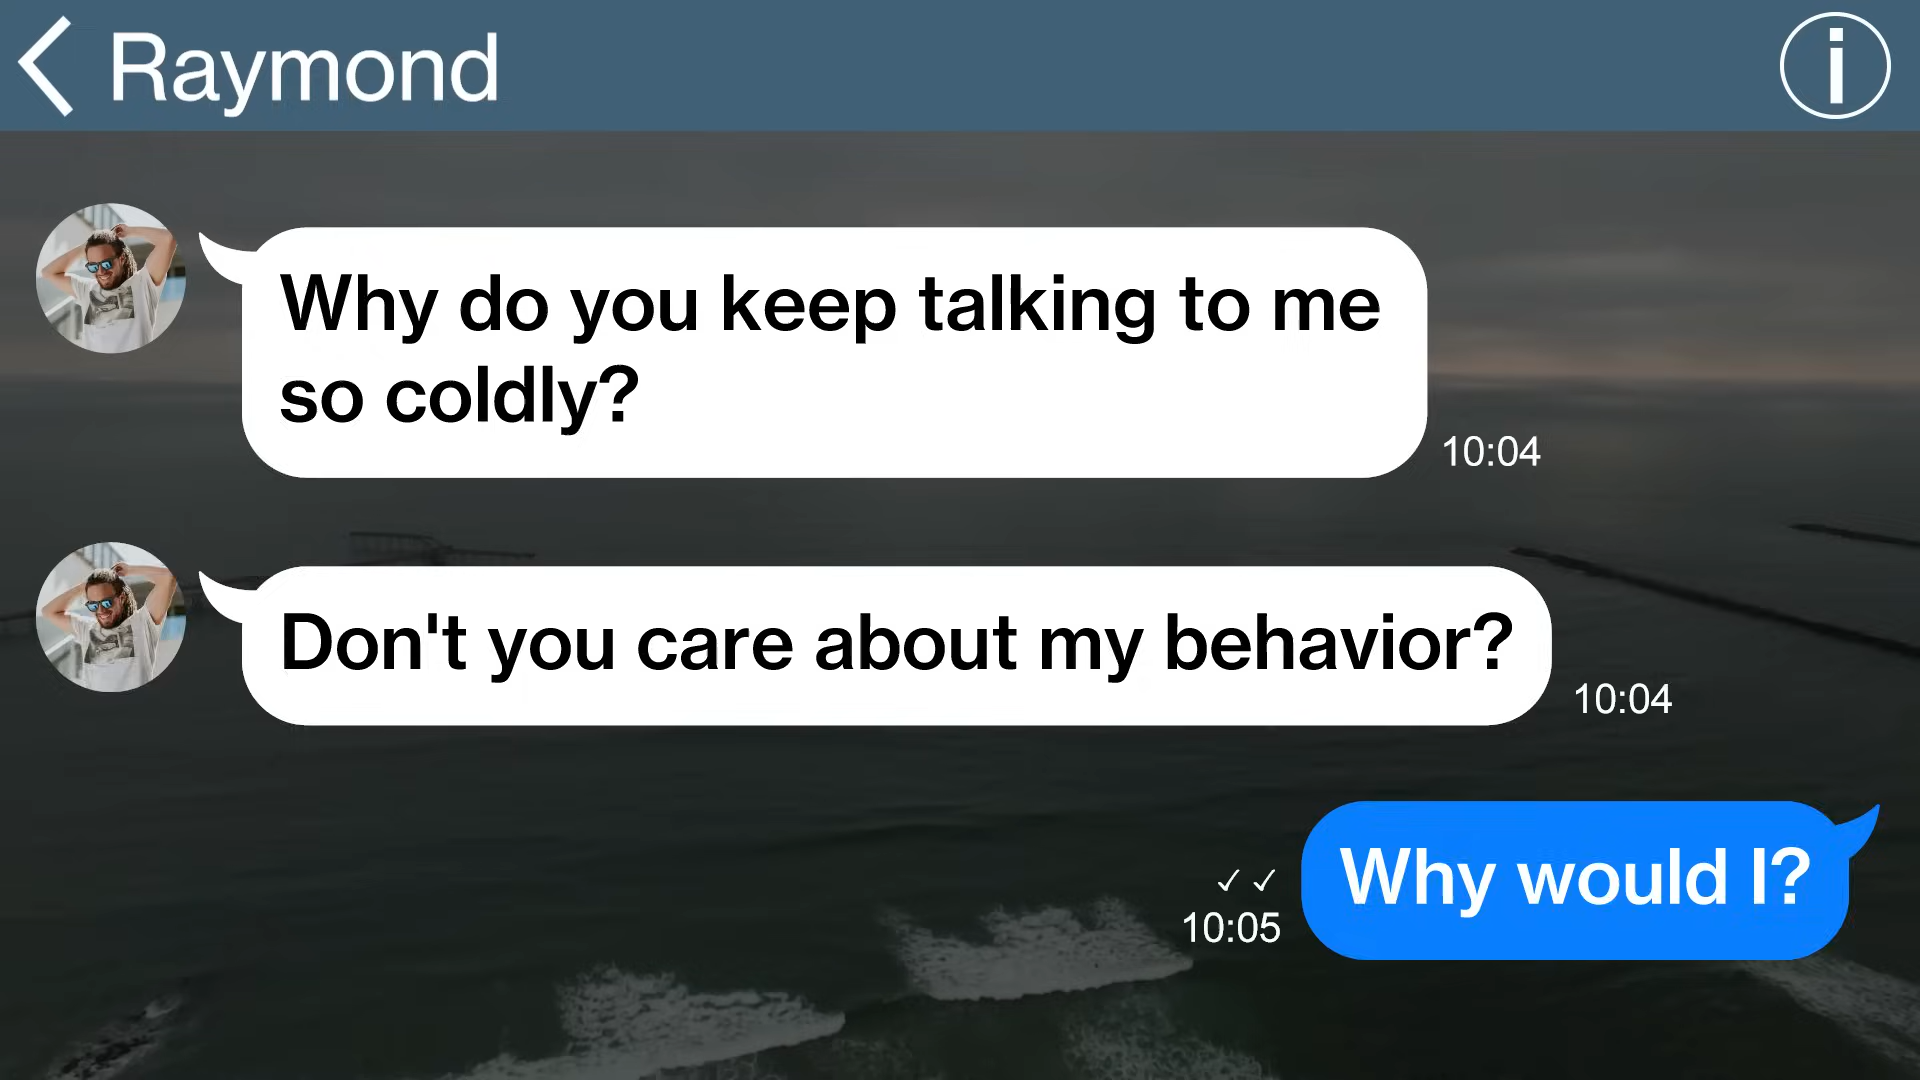 Raymond
Why do you keep talking to me
so coldly?
10:04
Don't you care about my behavior?
10:04
Why would I?
✓✓
10:05